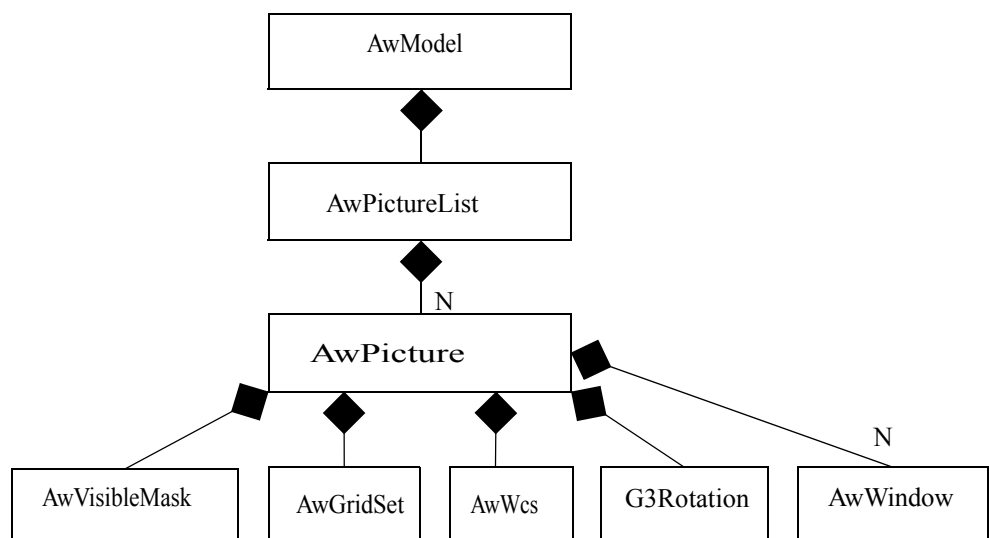 AwModel
AwPictureList
N
AwPicture
N
AwVisibleMask
AwGridSet
AwWcs
G3Rotation
AwWindow